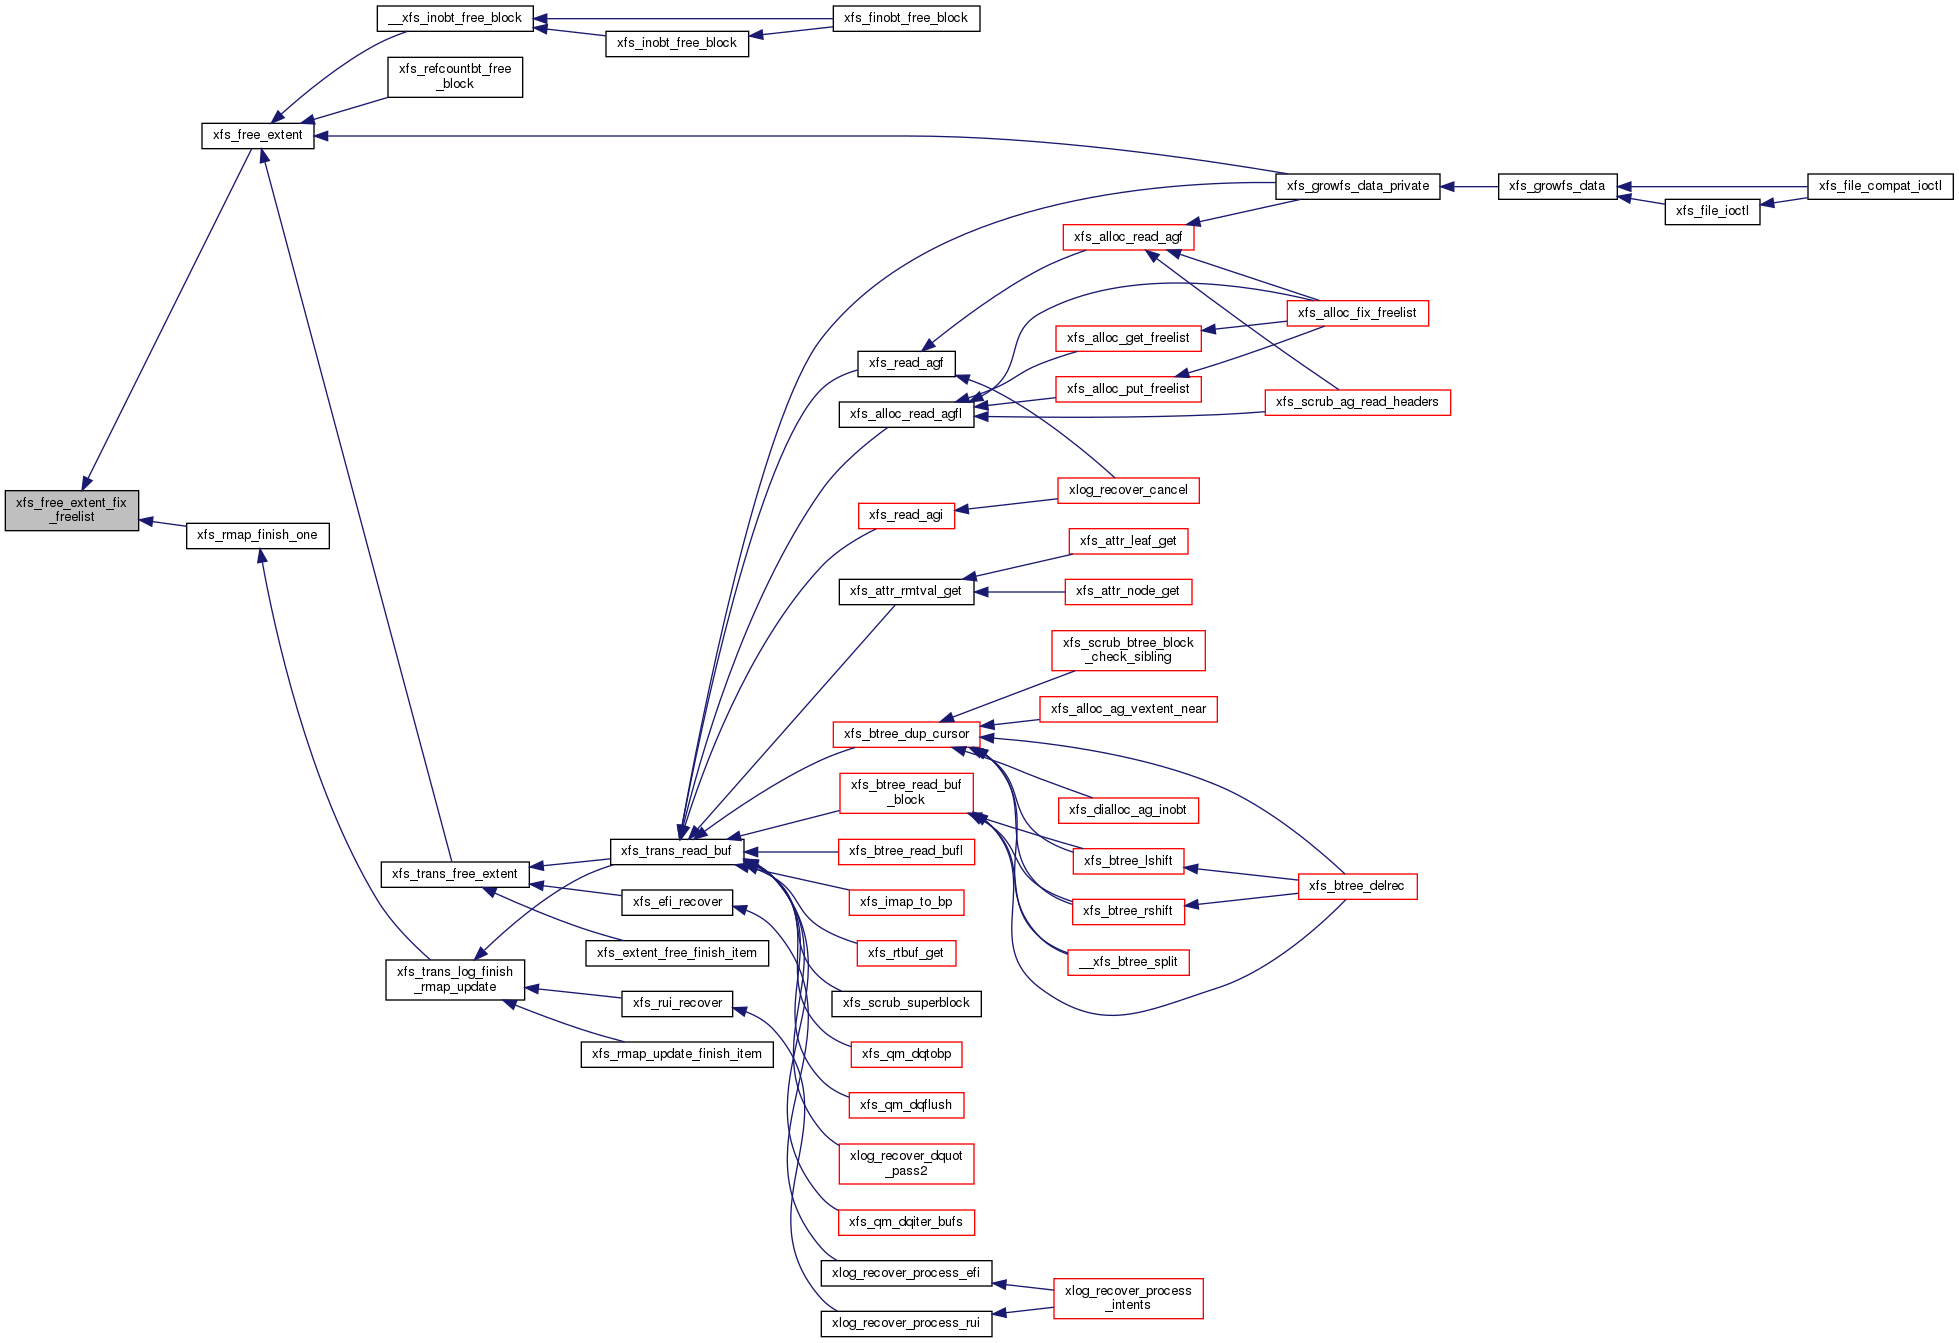 __xfs_inobt_free_block
xfs_finobt_free_block
xfs_inobt_free_block
xfs_refcountbt_free
_block
xfs_free_extent
xfs_growfs_data_private
xfs_growfs_data
xfs_file_compat_ioctl
xfs_file_ioctl
xfs_alloc_read_agf
xfs_alloc_fix_freelist
xfs_alloc_get_freelist
xfs_read_agf
xfs_alloc_put_freelist
xfs_scrub_ag_read_headers
xfs_alloc_read_agfl
xlog_recover_cancel
xfs_free_extent_fix
_freelist
xfs_read_agi
xfs_rmap_finish_one
xfs_attr_leaf_get
xfs_attr_rmtval_get
xfs_attr_node_get
xfs_scrub_btree_block
_check_sibling
xfs_alloc_ag_vextent_near
xfs_btree_dup_cursor
xfs_btree_read_buf
_block
xfs_dialloc_ag_inobt
xfs_trans_read_buf
xfs_btree_read_bufl
xfs_btree_lshift
xfs_trans_free_extent
xfs_btree_delrec
xfs_efi_recover
xfs_imap_to_bp
xfs_btree_rshift
xfs_extent_free_finish_item
xfs_rtbuf_get
__xfs_btree_split
xfs_trans_log_finish
_rmap_update
xfs_rui_recover
xfs_scrub_superblock
xfs_rmap_update_finish_item
xfs_qm_dqtobp
xfs_qm_dqflush
xlog_recover_dquot
_pass2
xfs_qm_dqiter_bufs
xlog_recover_process_efi
xlog_recover_process
_intents
xlog_recover_process_rui